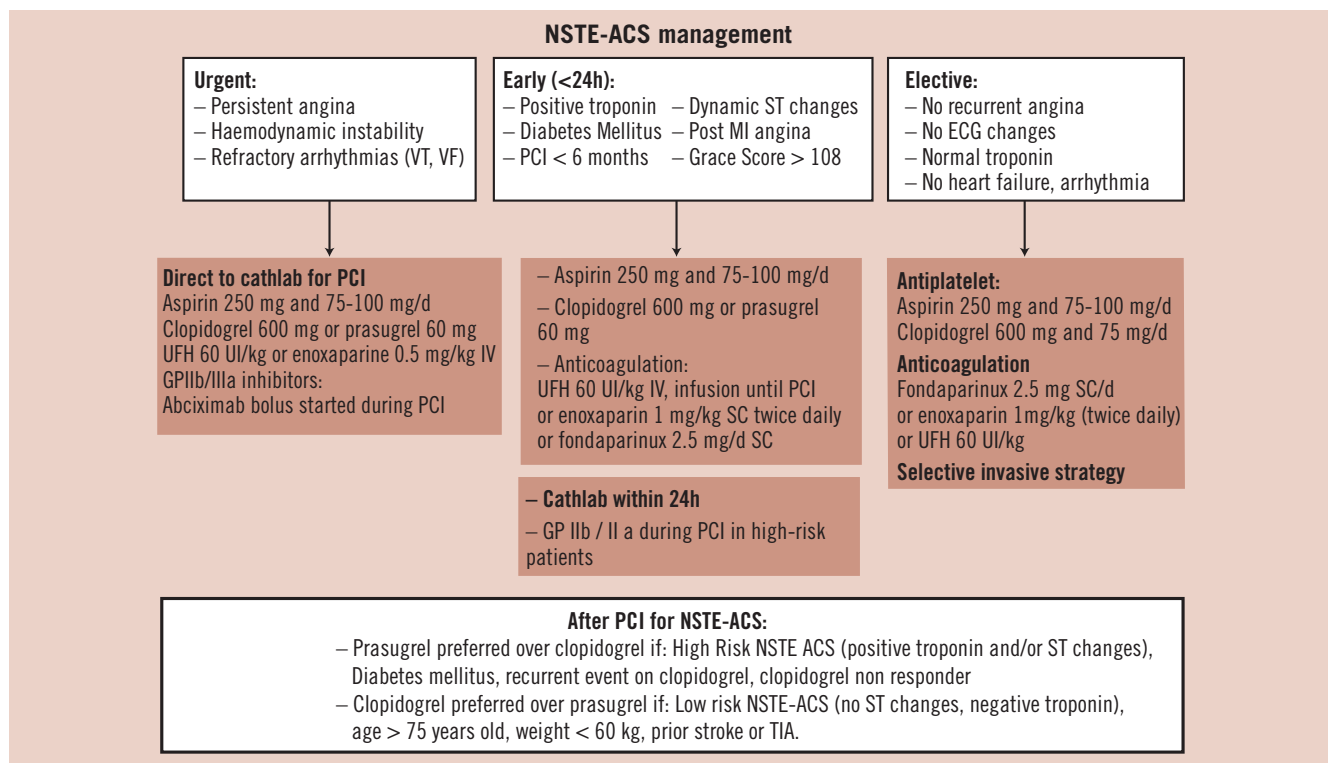 NSTE-ACS management
Urgent:
– Persistent angina
– Haemodynamic instability
– Refractory arrhythmias (VT, VF)
Early (<24h):
– Positive troponin – Dynamic ST changes
– Diabetes Mellitus – Post MI angina
– PCI < 6 months – Grace Score > 108
Elective:
– No recurrent angina
– No ECG changes
– Normal troponin
– No heart failure, arrhythmia
Direct to cathlab for PCI
Aspirin 250 mg and 75-100 mg/d
Clopidogrel 600 mg or prasugrel 60 mg
UFH 60 UI/kg or enoxaparine 0.5 mg/kg IV
GPIIb/IIIa inhibitors:
Abciximab bolus started during PCI
– Aspirin 250 mg and 75-100 mg/d
– Clopidogrel 600 mg or prasugrel
60 mg
– Anticoagulation:
UFH 60 UI/kg IV, infusion until PCI
or enoxaparin 1 mg/kg SC twice daily
or fondaparinux 2.5 mg/d SC
– Cathlab within 24h
– GP IIb / II a during PCI in high-risk
patients
Antiplatelet:
Aspirin 250 mg and 75-100 mg/d
Clopidogrel 600 mg and 75 mg/d
Anticoagulation
Fondaparinux 2.5 mg SC/d
or enoxaparin 1mg/kg (twice daily)
or UFH 60 UI/kg
Selective invasive strategy
After PCI for NSTE-ACS:
– Prasugrel preferred over clopidogrel if: High Risk NSTE ACS (positive troponin and/or ST changes),
Diabetes mellitus, recurrent event on clopidogrel, clopidogrel non responder
– Clopidogrel preferred over prasugrel if: Low risk NSTE-ACS (no ST changes, negative troponin),
age > 75 years old, weight < 60 kg, prior stroke or TIA.